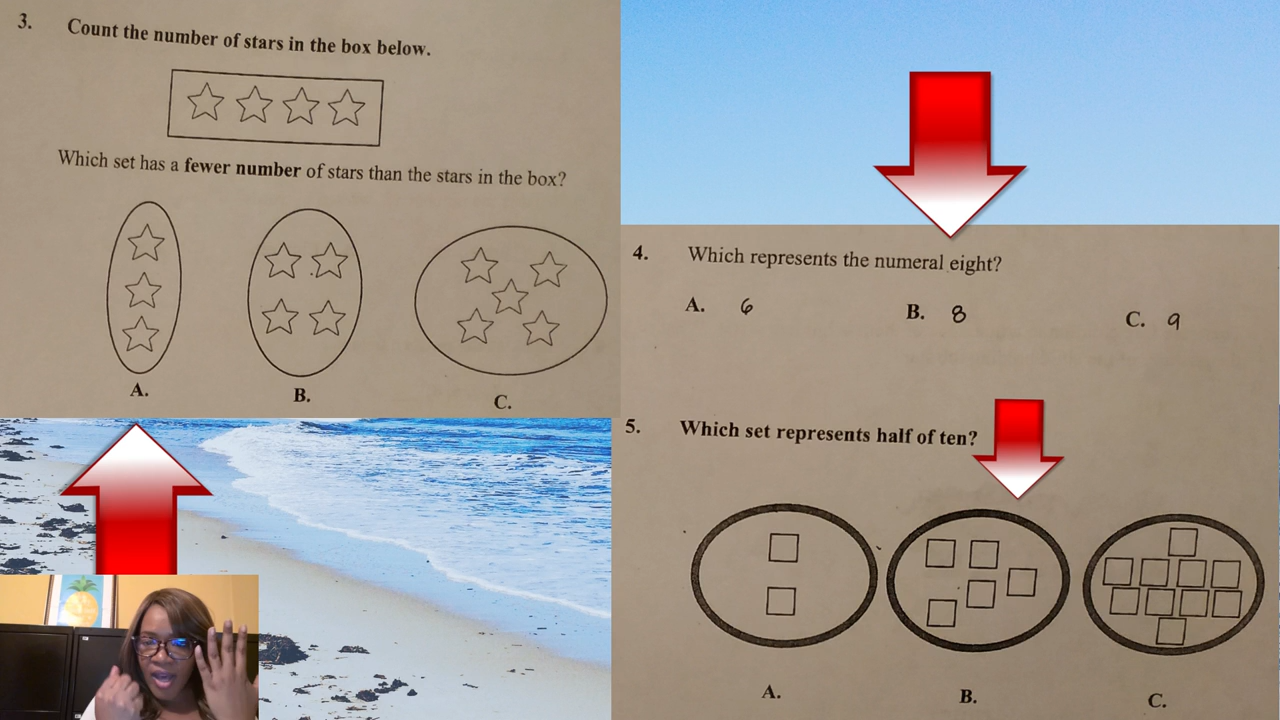 3. Count the number of stars in the box below.
Which set has a fewer number of stars than the stars in the box?
A. B. C.
4. Which represents the numeral eight?
A. 6 B. 8 C. 9
5. Which set represents half of ten?
A. B. C.